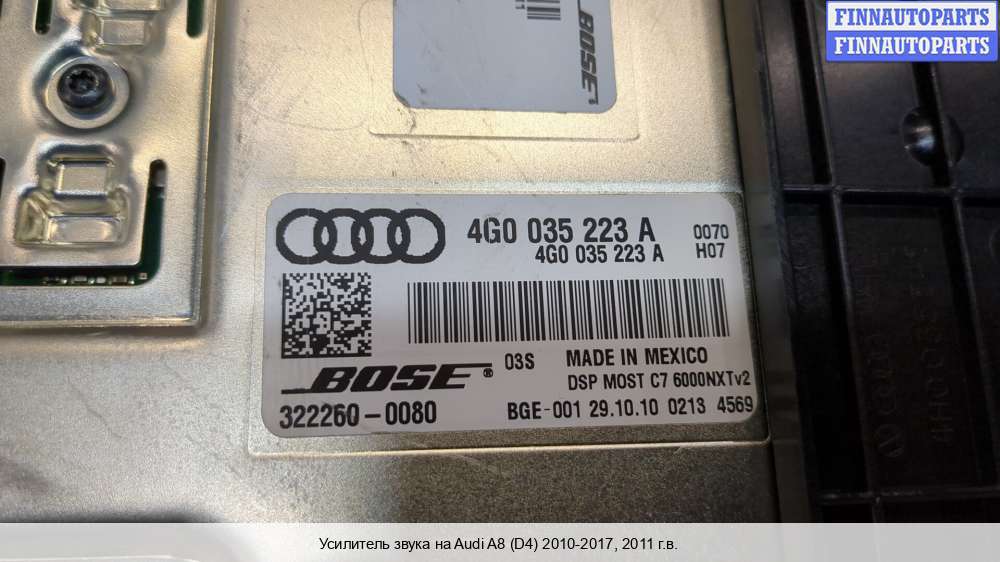 FINNAUTOPARTS
FINNAUTOPARTS
BOSE
4G0 035 223 A 0070
4G0 035 223 A H07
03S MADE IN MEXICO
BOSE® DSP MOST C7 6000NXTv2
322260-0080 BGE-001 29.10.10 0213 4569
Усилитель звука на Audi A8 (D4) 2010-2017, 2011 г.в.